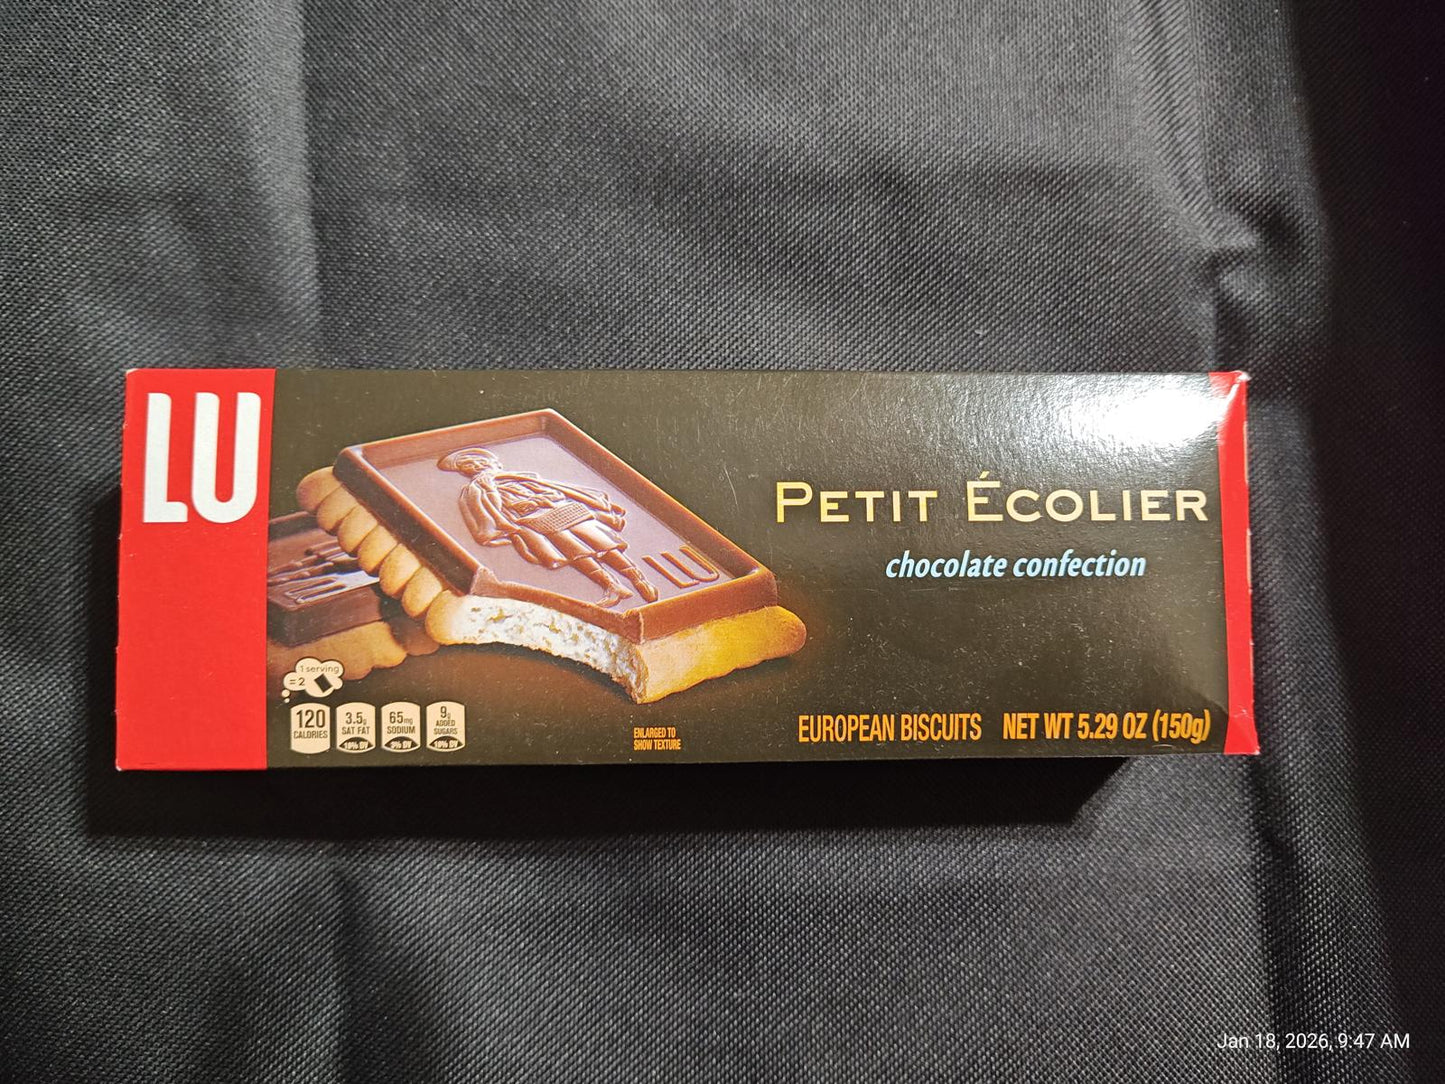 LU
PETIT ÉCOLIER
chocolate confection
LU
1 serving
= 2
120
CALORIES
3.5g
SAT FAT
18% DV
65mg
SODIUM
3% DV
9g
ADDED
SUGARS
18% DV
ENLARGED TO
SHOW TEXTURE
EUROPEAN BISCUITS NET WT 5.29 OZ (150g)
Jan 18, 2026, 9:47 AM